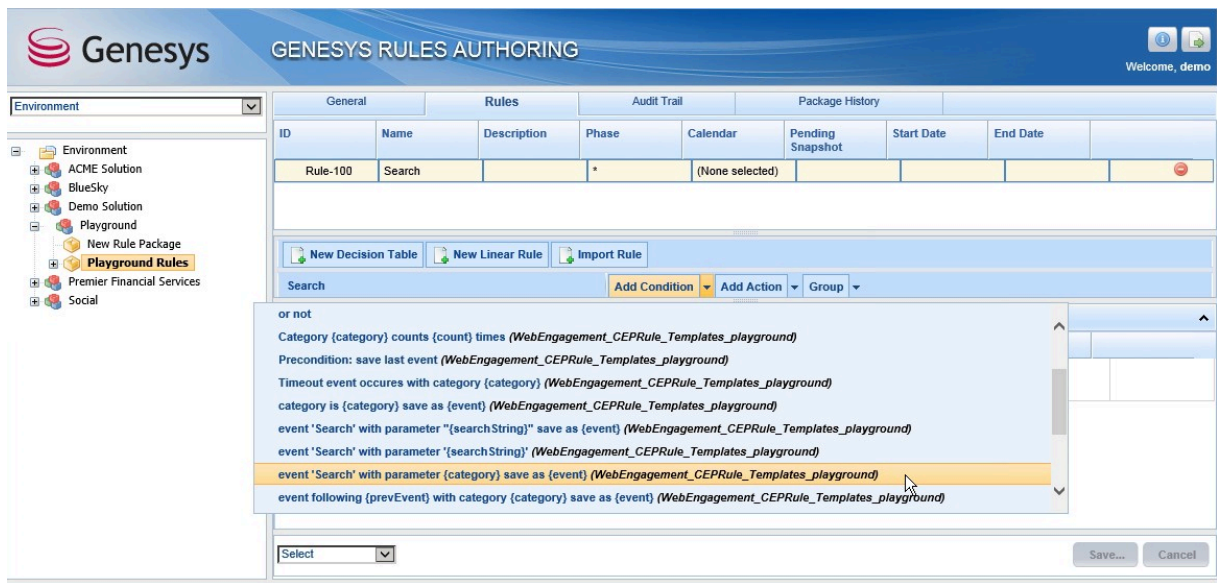 Genesys
GENESYS RULES AUTHORING
Welcome, demo
Environment
Environment
ACME Solution
BlueSky
Demo Solution
Playground
New Rule Package
Playground Rules
Premier Financial Services
Social
General Rules Audit Trail Package History
ID Name Description Phase Calendar Pending Snapshot Start Date End Date
Rule-100 Search * (None selected)
New Decision Table New Linear Rule Import Rule
Search Add Condition Add Action Group
or not
Category {category} counts {count} times (WebEngagement_CEPRule_Templates_playground)
Precondition: save last event (WebEngagement_CEPRule_Templates_playground)
Timeout event occures with category {category} (WebEngagement_CEPRule_Templates_playground)
category is {category} save as {event} (WebEngagement_CEPRule_Templates_playground)
event 'Search' with parameter "{searchString}" save as {event} (WebEngagement_CEPRule_Templates_playground)
event 'Search' with parameter '{searchString}' (WebEngagement_CEPRule_Templates_playground)
event 'Search' with parameter {category} save as {event} (WebEngagement_CEPRule_Templates_playground)
event following {prevEvent} with category {category} save as {event} (WebEngagement_CEPRule_Templates_playground)
Select
Save... Cancel